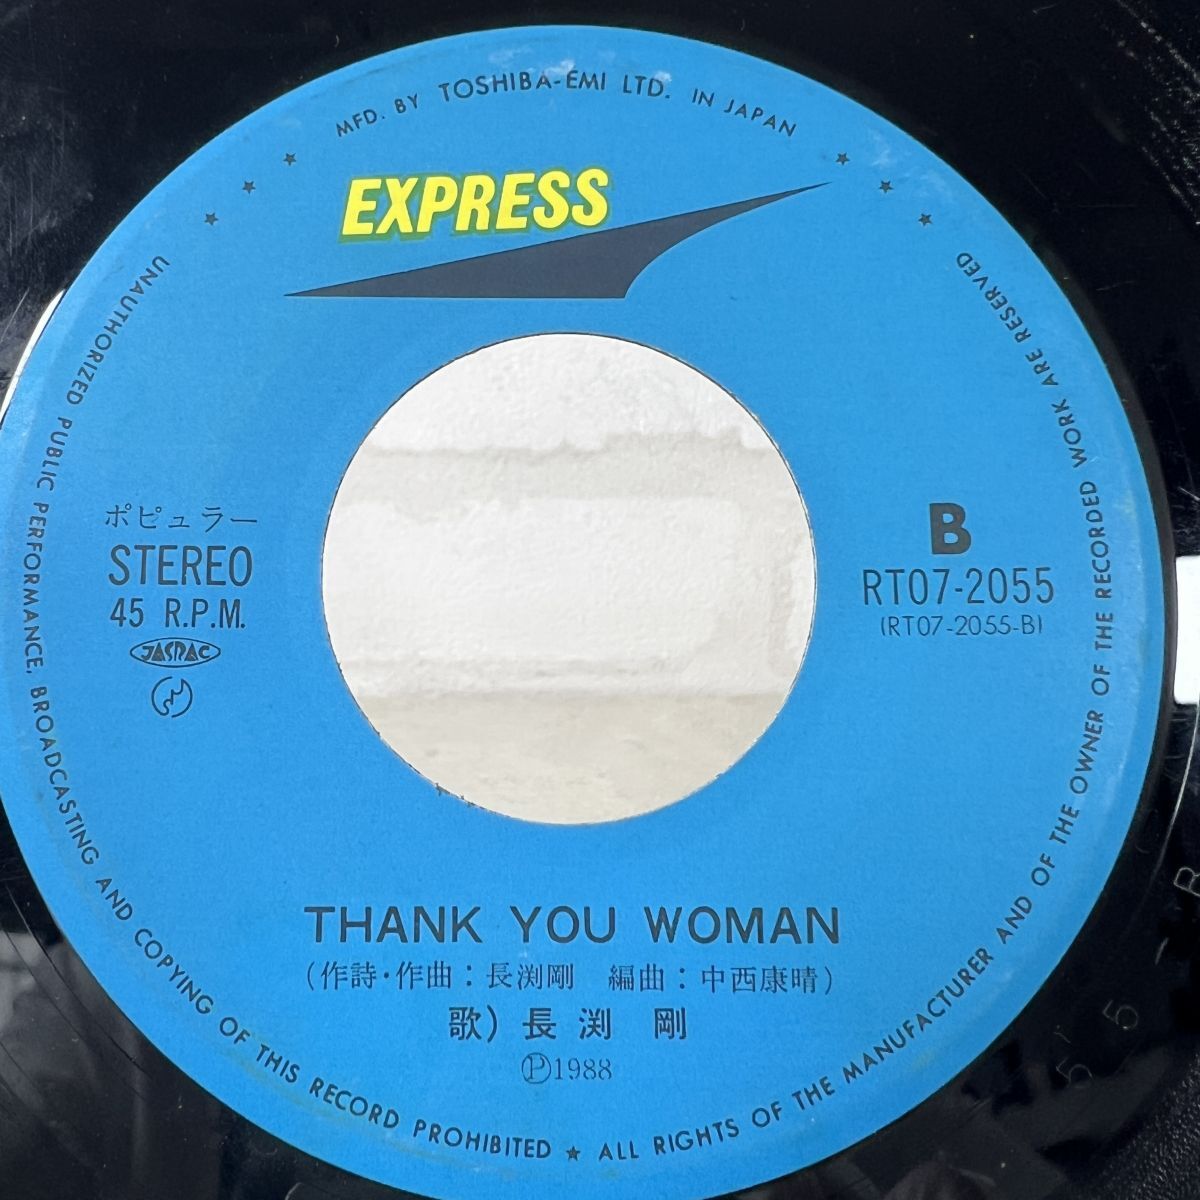 MFD. BY TOSHIBA-EMI LTD. IN JAPAN
EXPRESS
ポピュラー
STEREO
45 R.P.M.
JASRAC
B
RT07-2055
(RT07-2055-B)
THANK YOU WOMAN
(作詩・作曲：長渕剛 編曲：中西康晴)
歌) 長渕 剛
Ⓟ1988
UNAUTHORIZED PUBLIC PERFORMANCE, BROADCASTING AND COPYING OF THIS RECORD PROHIBITED ★ ALL RIGHTS OF THE MANUFACTURER AND OF THE OWNER OF THE RECORDED WORK ARE RESERVED